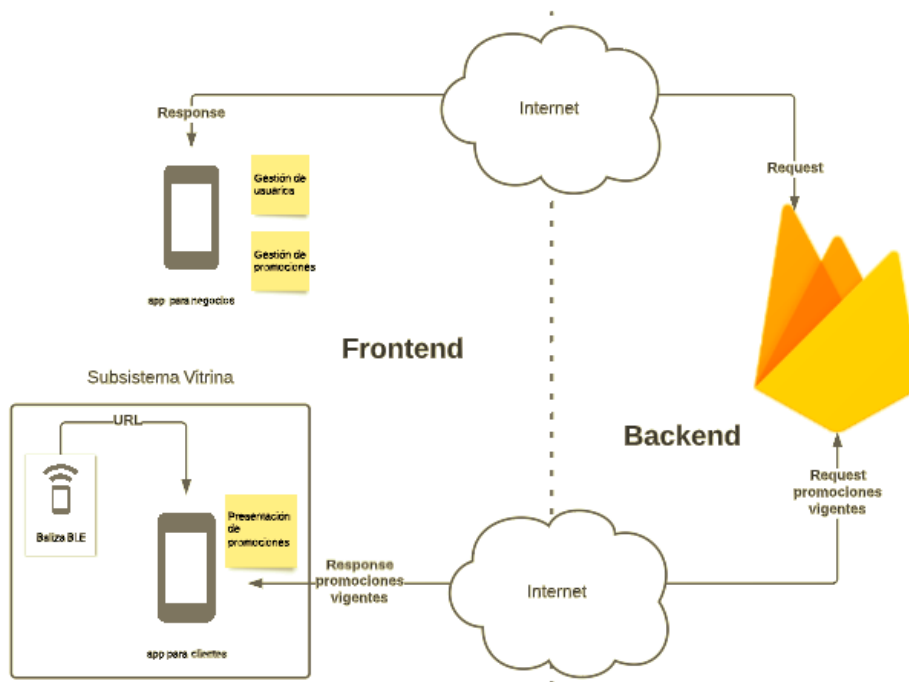 Internet
Response
Request
Gestión de
usuarios
Gestión de
promociones
app para negocios
Frontend
Subsistema Vitrina
Backend
URL
Baliza BLE
Presentación
de
promociones
Request
promociones
vigentes
Response
promociones
vigentes
Internet
app para clientes